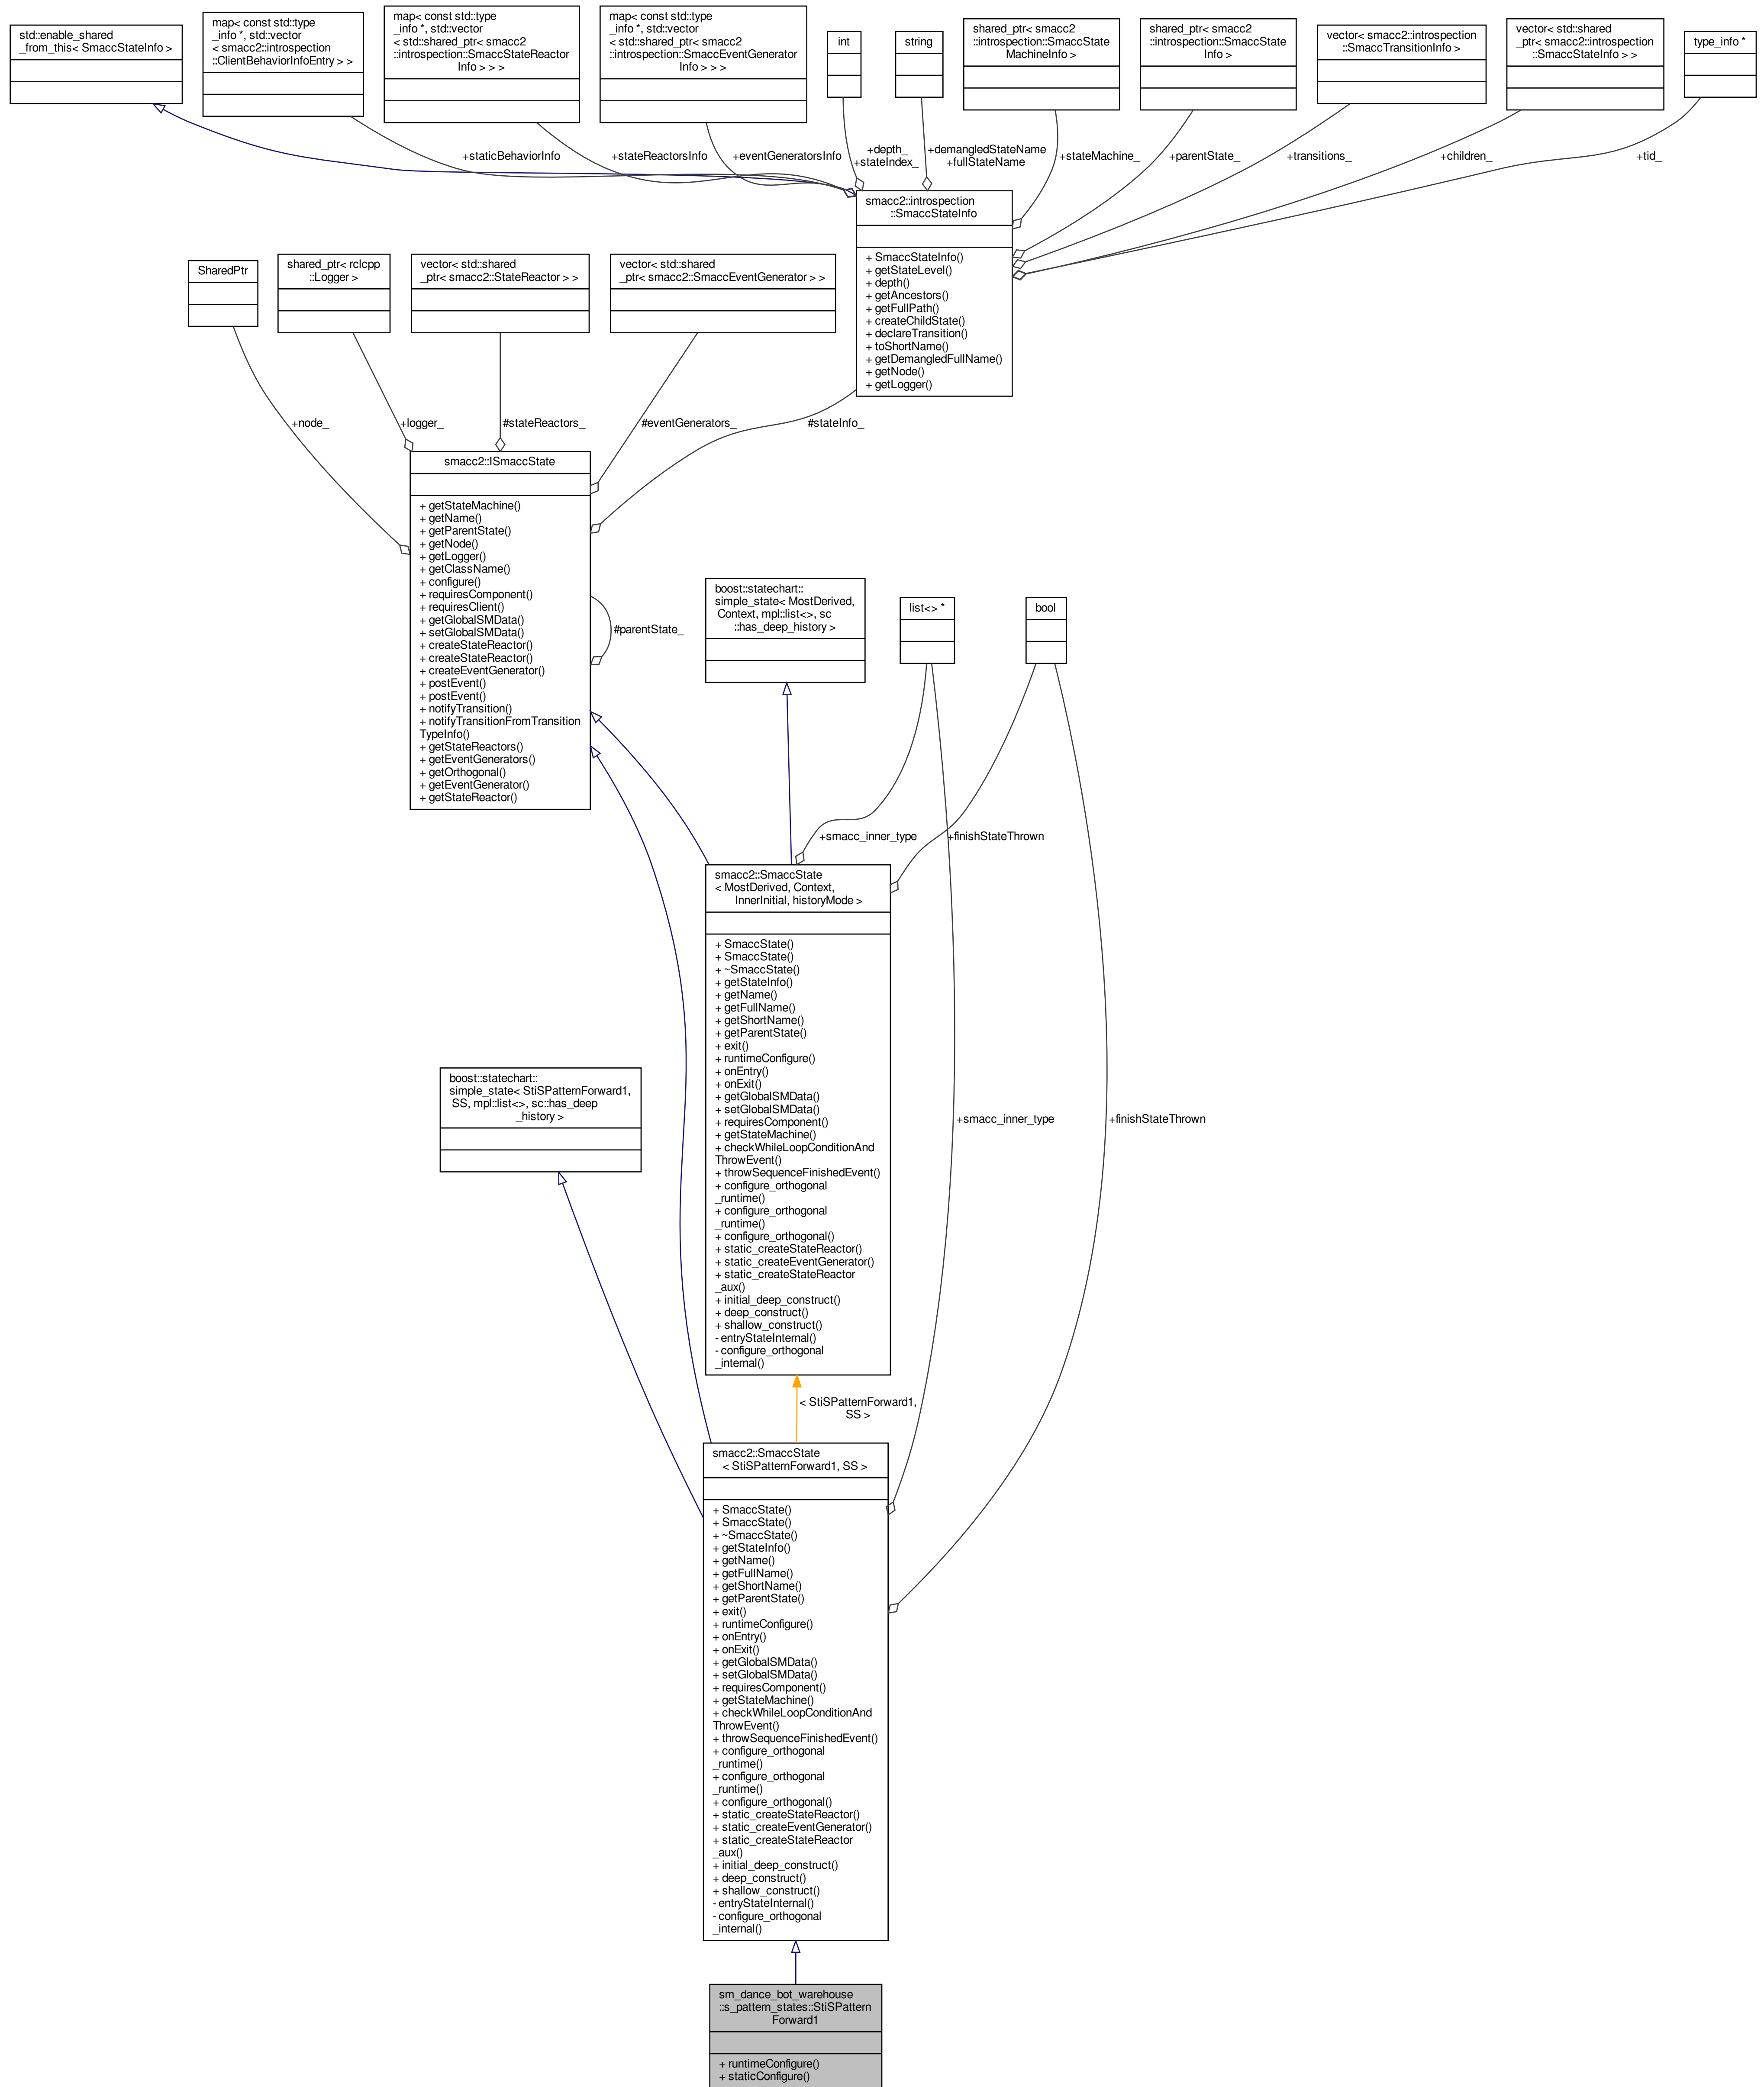 std::enable_shared
_from_this< SmaccStateInfo >
map< const std::type
_info *, std::vector
< smacc2::introspection
::ClientBehaviorInfoEntry > >
map< const std::type
_info *, std::vector
< std::shared_ptr< smacc2
::introspection::SmaccStateReactor
Info > > >
map< const std::type
_info *, std::vector
< std::shared_ptr< smacc2
::introspection::SmaccEventGenerator
Info > > >
int
string
shared_ptr< smacc2
::introspection::SmaccState
MachineInfo >
shared_ptr< smacc2
::introspection::SmaccState
Info >
vector< smacc2::introspection
::SmaccTransitionInfo >
vector< std::shared
_ptr< smacc2::introspection
::SmaccStateInfo > >
type_info *
+staticBehaviorInfo
+stateReactorsInfo
+eventGeneratorsInfo
+depth_
+stateIndex_
+demangledStateName
+fullStateName
+stateMachine_
+parentState_
+transitions_
+children_
+tid_
smacc2::introspection
::SmaccStateInfo
+ SmaccStateInfo()
+ getStateLevel()
+ depth()
+ getAncestors()
+ getFullPath()
+ createChildState()
+ declareTransition()
+ toShortName()
+ getDemangledFullName()
+ getNode()
+ getLogger()
SharedPtr
shared_ptr< rclcpp
::Logger >
vector< std::shared
_ptr< smacc2::StateReactor > >
vector< std::shared
_ptr< smacc2::SmaccEventGenerator > >
+node_
+logger_
#stateReactors_
#eventGenerators_
#stateInfo_
smacc2::ISmaccState
+ getStateMachine()
+ getName()
+ getParentState()
+ getNode()
+ getLogger()
+ getClassName()
+ configure()
+ requiresComponent()
+ requiresClient()
+ getGlobalSMData()
+ setGlobalSMData()
+ createStateReactor()
+ createStateReactor()
+ createEventGenerator()
+ postEvent()
+ postEvent()
+ notifyTransition()
+ notifyTransitionFromTransition
TypeInfo()
+ getStateReactors()
+ getEventGenerators()
+ getOrthogonal()
+ getEventGenerator()
+ getStateReactor()
#parentState_
boost::statechart::
simple_state< MostDerived,
Context, mpl::list<>, sc
::has_deep_history >
list<> *
bool
+smacc_inner_type
+finishStateThrown
smacc2::SmaccState
< MostDerived, Context,
InnerInitial, historyMode >
+ SmaccState()
+ SmaccState()
+ ~SmaccState()
+ getStateInfo()
+ getName()
+ getFullName()
+ getShortName()
+ getParentState()
+ exit()
+ runtimeConfigure()
+ onEntry()
+ onExit()
+ getGlobalSMData()
+ setGlobalSMData()
+ requiresComponent()
+ getStateMachine()
+ checkWhileLoopConditionAnd
ThrowEvent()
+ throwSequenceFinishedEvent()
+ configure_orthogonal
_runtime()
+ configure_orthogonal
_runtime()
+ configure_orthogonal()
+ static_createStateReactor()
+ static_createEventGenerator()
+ static_createStateReactor
_aux()
+ initial_deep_construct()
+ deep_construct()
+ shallow_construct()
- entryStateInternal()
- configure_orthogonal
_internal()
boost::statechart::
simple_state< StiSPatternForward1,
SS, mpl::list<>, sc::has_deep
_history >
+smacc_inner_type
+finishStateThrown
< StiSPatternForward1,
SS >
smacc2::SmaccState
< StiSPatternForward1, SS >
+ SmaccState()
+ SmaccState()
+ ~SmaccState()
+ getStateInfo()
+ getName()
+ getFullName()
+ getShortName()
+ getParentState()
+ exit()
+ runtimeConfigure()
+ onEntry()
+ onExit()
+ getGlobalSMData()
+ setGlobalSMData()
+ requiresComponent()
+ getStateMachine()
+ checkWhileLoopConditionAnd
ThrowEvent()
+ throwSequenceFinishedEvent()
+ configure_orthogonal
_runtime()
+ configure_orthogonal
_runtime()
+ configure_orthogonal()
+ static_createStateReactor()
+ static_createEventGenerator()
+ static_createStateReactor
_aux()
+ initial_deep_construct()
+ deep_construct()
+ shallow_construct()
- entryStateInternal()
- configure_orthogonal
_internal()
sm_dance_bot_warehouse
::s_pattern_states::StiSPattern
Forward1
+ runtimeConfigure()
+ staticConfigure()